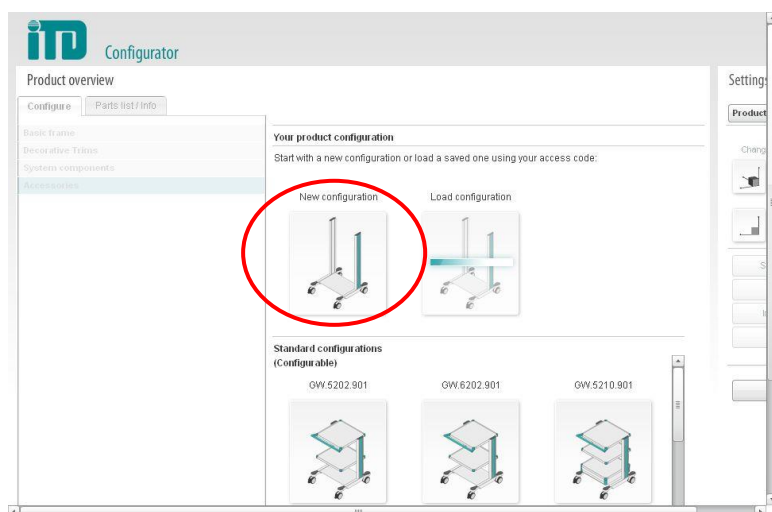 iTD Configurator
Product overview
Settings
Configure
Parts list / Info
Product
Basic frame
Decorative Trims
System components
Accessories
Your product configuration
Start with a new configuration or load a saved one using your access code:
Chang
New configuration
Load configuration
S
Standard configurations
(Configurable)
GW.5202.901
GW.6202.901
GW.5210.901